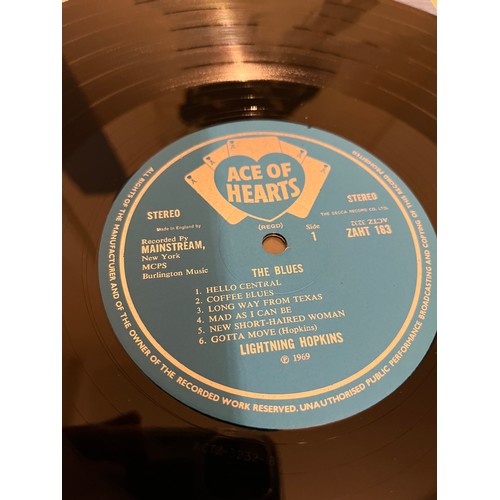 ACE OF
HEARTS
STEREO
(REGD)
STEREO
Made in England by
THE DECCA RECORD CO. LTD.
Recorded By
MAINSTREAM,
New York
MCPS
Burlington Music
Side
1
ACTZ 3232
ZAHT 183
THE BLUES
1. HELLO CENTRAL
2. COFFEE BLUES
3. LONG WAY FROM TEXAS
4. MAD AS I CAN BE
5. NEW SHORT-HAIRED WOMAN
6. GOTTA MOVE (Hopkins)
LIGHTNING HOPKINS
℗ 1969
ALL RIGHTS OF THE MANUFACTURER AND OF THE OWNER OF THE RECORDED WORK RESERVED. UNAUTHORISED PUBLIC PERFORMANCE BROADCASTING AND COPYING OF THIS RECORD PROHIBITED